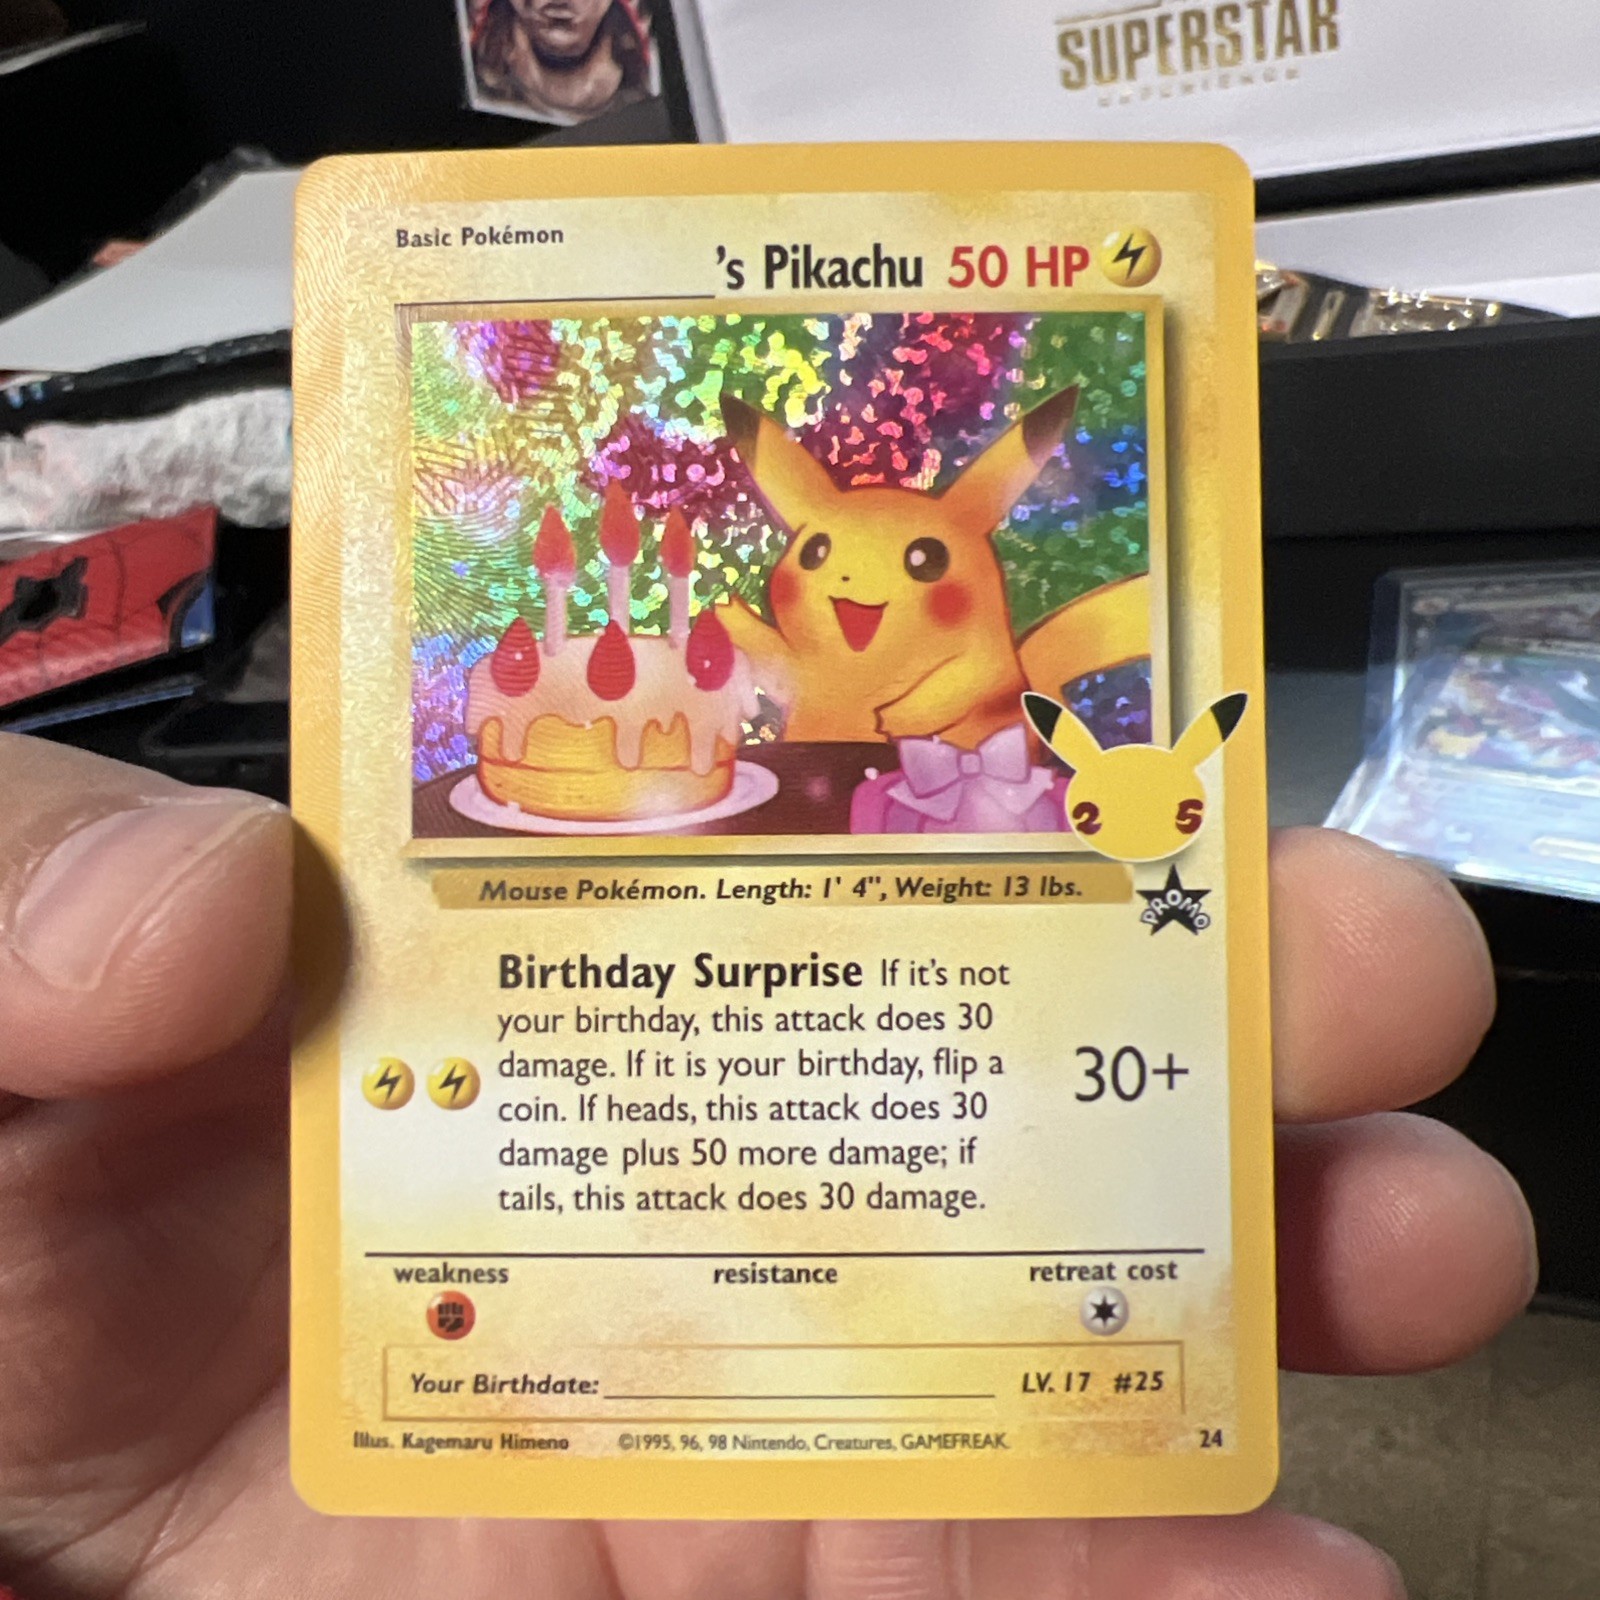 SUPERSTAR
EXPERIENCE
Basic Pokémon
's Pikachu 50 HP
25
Mouse Pokémon. Length: 1' 4", Weight: 13 lbs.
PROMO
Birthday Surprise If it's not
your birthday, this attack does 30
damage. If it is your birthday, flip a
coin. If heads, this attack does 30
damage plus 50 more damage; if
tails, this attack does 30 damage.
30+
weakness resistance retreat cost
Your Birthdate: LV. 17 #25
Illus. Kagemaru Himeno ©1995, 96, 98 Nintendo, Creatures, GAMEFREAK. 24